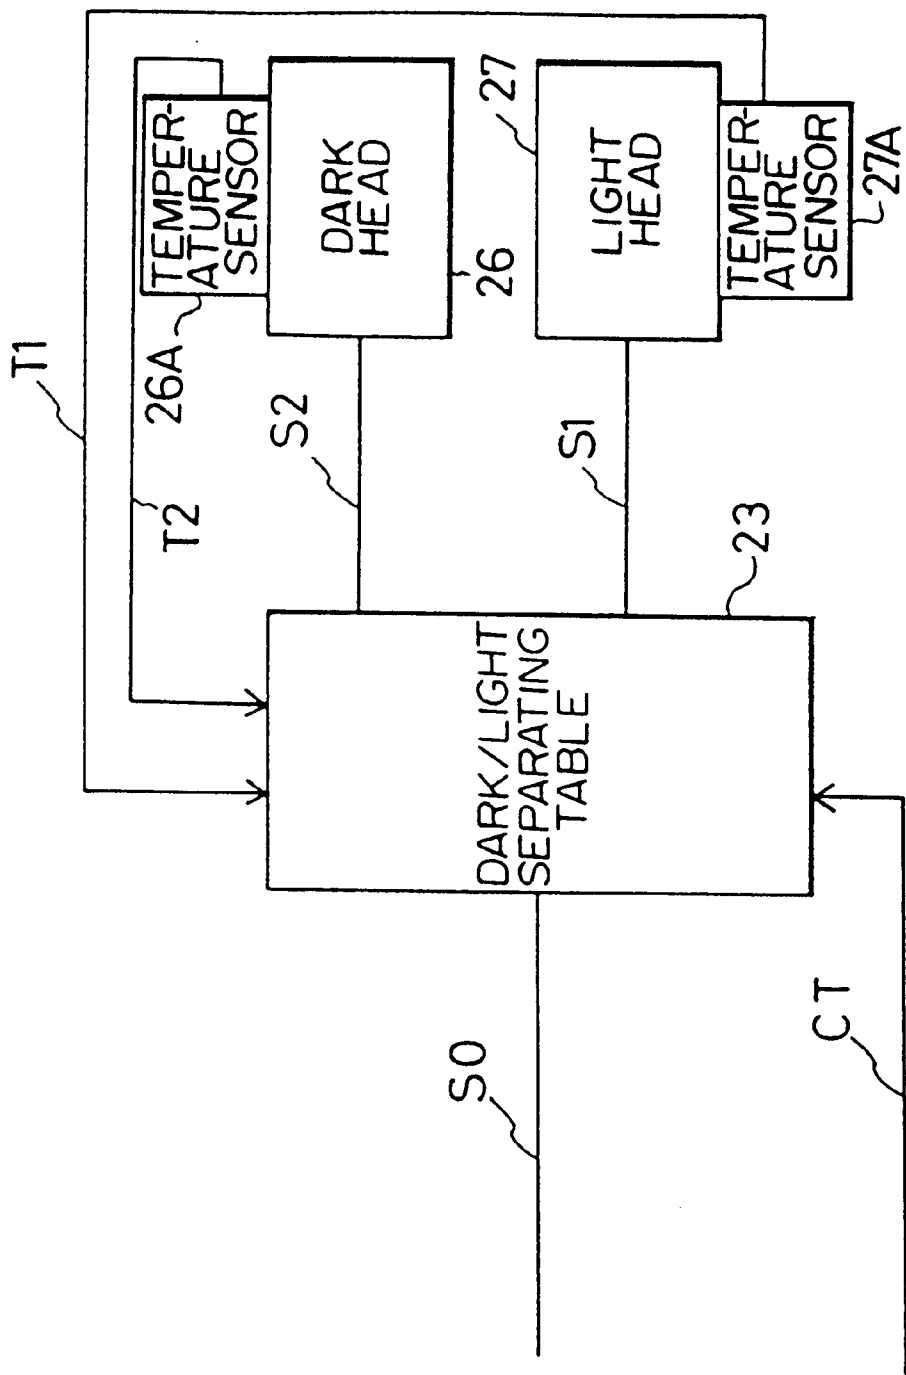 T1
T2
TEMPER-
ATURE
SENSOR
26A
DARK
HEAD
26
S2
27
LIGHT
HEAD
TEMPER-
ATURE
SENSOR
27A
S1
DARK/LIGHT
SEPARATING
TABLE
23
S0
CT